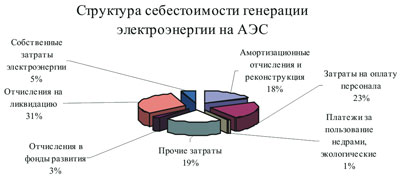 Структура себестоимости генерации
электроэнергии на АЭС
Собственные
затраты
электроэнергии
5%
Амортизационные
отчисления и
реконструкция
18%
Затраты на оплату
персонала
23%
Отчисления на
ликвидацию
31%
Платежи за
пользование
недрами,
экологические
1%
Отчисления в
фонды развития
3%
Прочие затраты
19%